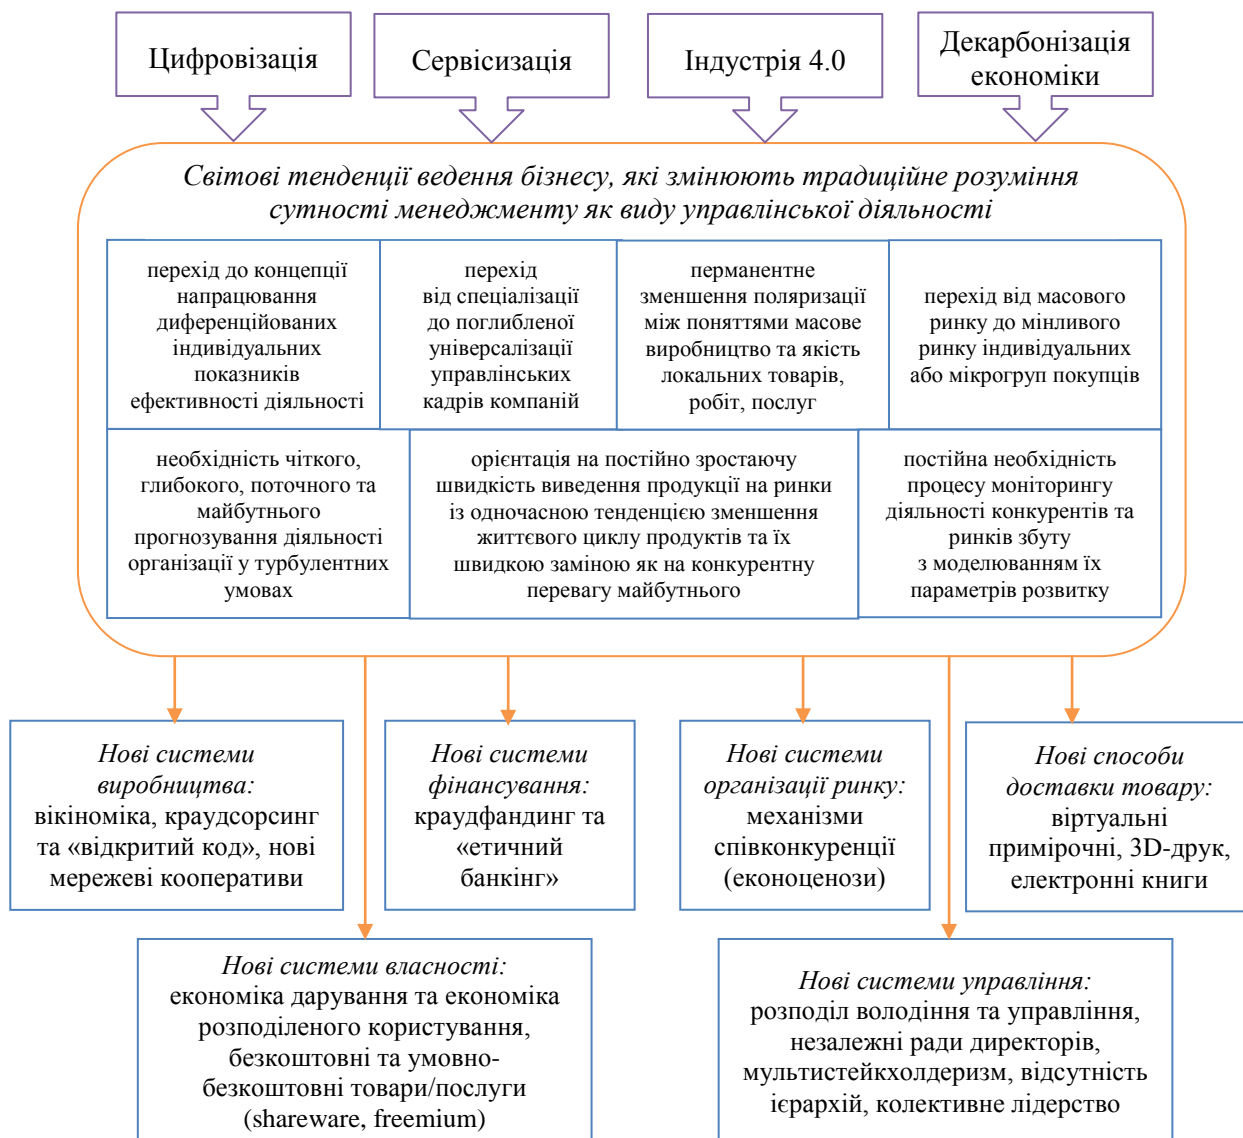 Цифровізація
Сервісизація
Індустрія 4.0
Декарбонізація
економіки
Світові тенденції ведення бізнесу, які змінюють традиційне розуміння
сутності менеджменту як виду управлінської діяльності
перехід до концепції
напрацювання
диференційованих
індивідуальних
показників
ефективності діяльності
перехід
від спеціалізації
до поглибленої
універсалізації
управлінських
кадрів компаній
перманентне
зменшення поляризації
між поняттями масове
виробництво та якість
локальних товарів,
робіт, послуг
перехід від масового
ринку до мінливого
ринку індивідуальних
або мікрогруп покупців
необхідність чіткого,
глибокого, поточного та
майбутнього
прогнозування діяльності
організації у турбулентних
умовах
орієнтація на постійно зростаючу
швидкість виведення продукції на ринки
із одночасною тенденцією зменшення
життєвого циклу продуктів та їх
швидкою заміною як на конкурентну
перевагу майбутнього
постійна необхідність
процесу моніторингу
діяльності конкурентів та
ринків збуту
з моделюванням їх
параметрів розвитку
Нові системи
виробництва:
вікіноміка, краудсорсинг
та «відкритий код», нові
мережеві кооперативи
Нові системи
фінансування:
краудфандинг та
«етичний
банкінг»
Нові системи
організації ринку:
механізми
співконкуренції
(економоценози)
Нові способи
доставки товару:
віртуальні
примірочні, 3D-друк,
електронні книги
Нові системи власності:
економіка дарування та економіка
розподіленого користування,
безкоштовні та умовно-
безкоштовні товари/послуги
(shareware, freemium)
Нові системи управління:
розподіл володіння та управління,
незалежні ради директорів,
мультистейкхолдеризм, відсутність
ієрархій, колективне лідерство